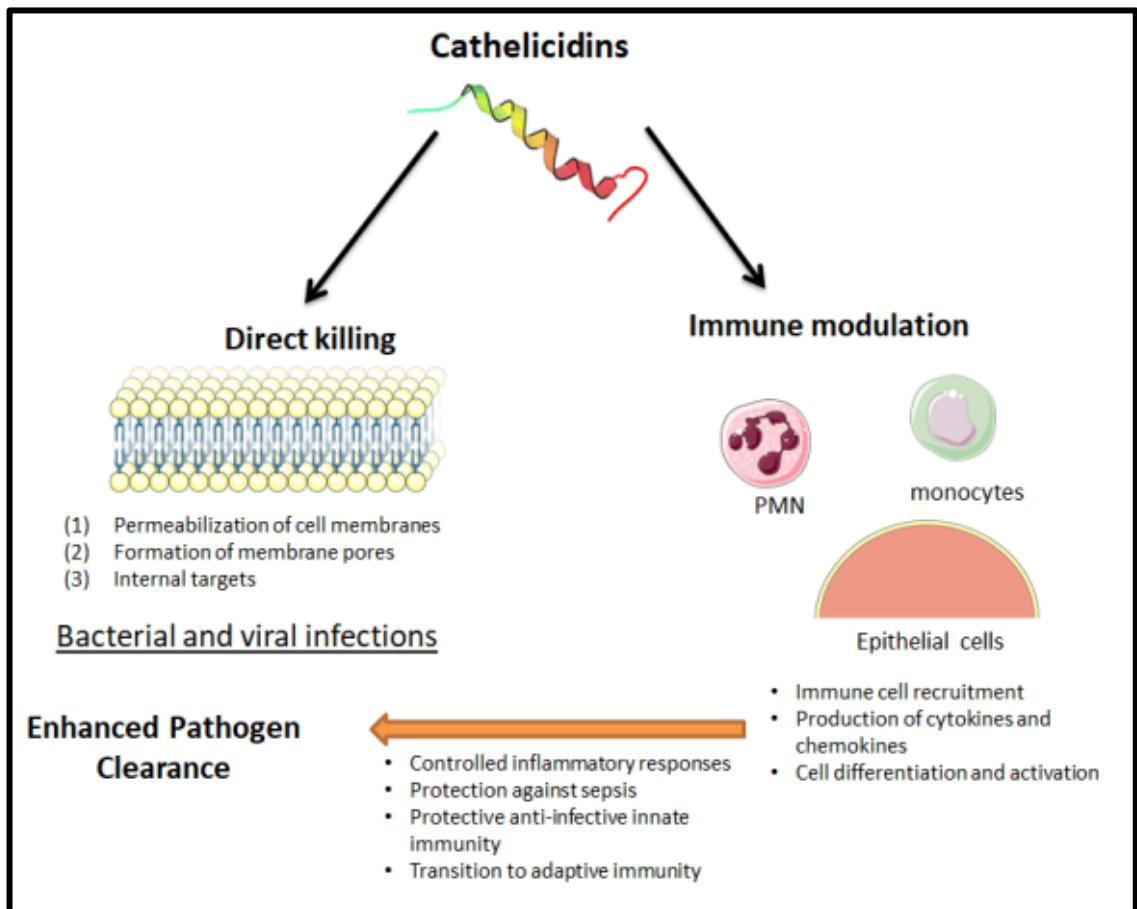 Cathelicidins
Direct killing
(1) Permeabilization of cell membranes
(2) Formation of membrane pores
(3) Internal targets
Bacterial and viral infections
Immune modulation
PMN
monocytes
Epithelial cells
• Immune cell recruitment
• Production of cytokines and
chemokines
• Cell differentiation and activation
• Controlled inflammatory responses
• Protection against sepsis
• Protective anti-infective innate
immunity
• Transition to adaptive immunity
Enhanced Pathogen
Clearance